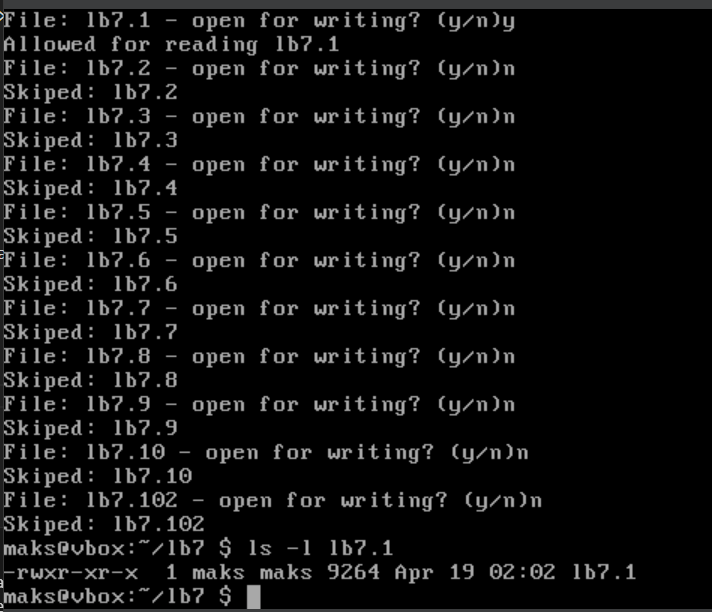 File: lb7.1 - open for writing? (y/n)y
Allowed for reading lb7.1
File: lb7.2 - open for writing? (y/n)n
Skiped: lb7.2
File: lb7.3 - open for writing? (y/n)n
Skiped: lb7.3
File: lb7.4 - open for writing? (y/n)n
Skiped: lb7.4
File: lb7.5 - open for writing? (y/n)n
Skiped: lb7.5
File: lb7.6 - open for writing? (y/n)n
Skiped: lb7.6
File: lb7.7 - open for writing? (y/n)n
Skiped: lb7.7
File: lb7.8 - open for writing? (y/n)n
Skiped: lb7.8
File: lb7.9 - open for writing? (y/n)n
Skiped: lb7.9
File: lb7.10 - open for writing? (y/n)n
Skiped: lb7.10
File: lb7.102 - open for writing? (y/n)n
Skiped: lb7.102
maks@vbox:~/lb7 $ ls -l lb7.1
-rwxr-xr-x  1 maks maks 9264 Apr 19 02:02 lb7.1
maks@vbox:~/lb7 $